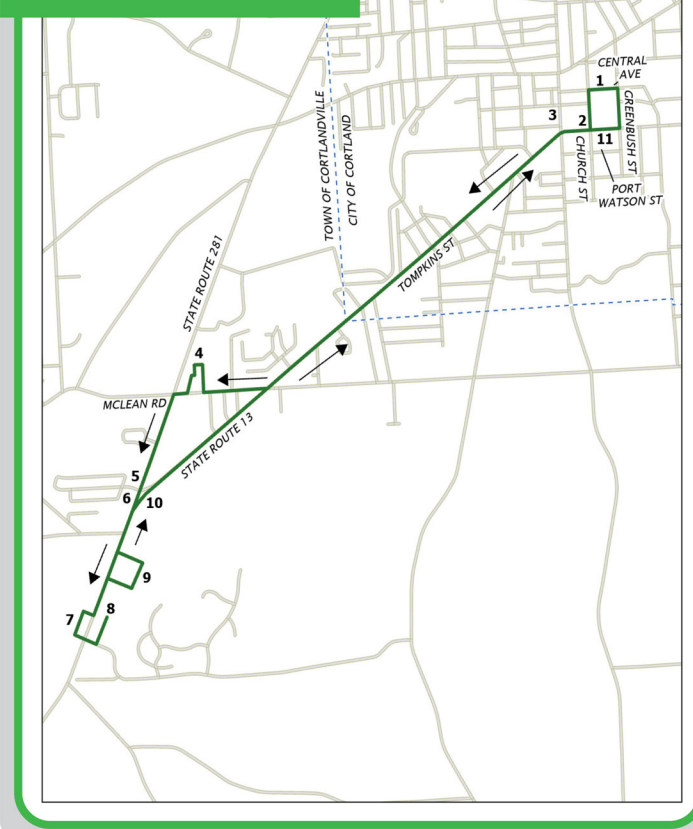 CENTRAL
AVE
1
GREENBUSH ST
3
2
11
CHURCH ST
PORT
WATSON ST
TOWN OF CORTLANDVILLE
CITY OF CORTLAND
TOMPKINS ST
STATE ROUTE 281
4
MCLEAN RD
STATE ROUTE 13
5
6
10
9
8
7